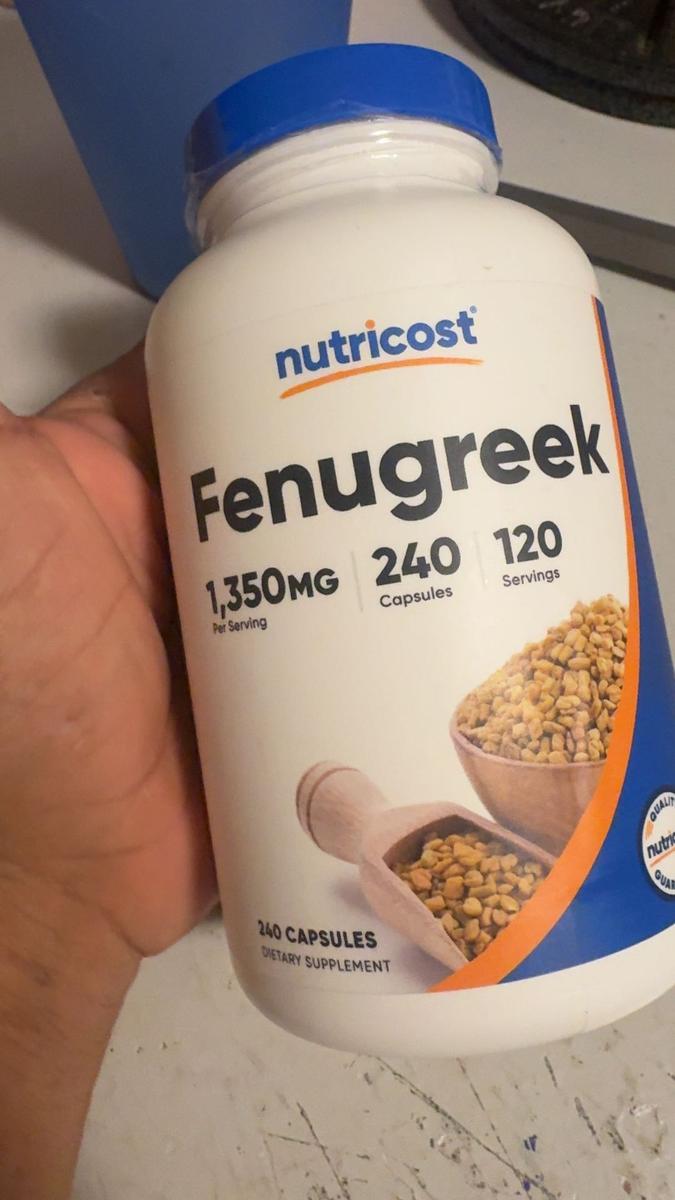 nutricost®
Fenugreek
1,350MG
Per Serving
240
Capsules
120
Servings
240 CAPSULES
DIETARY SUPPLEMENT